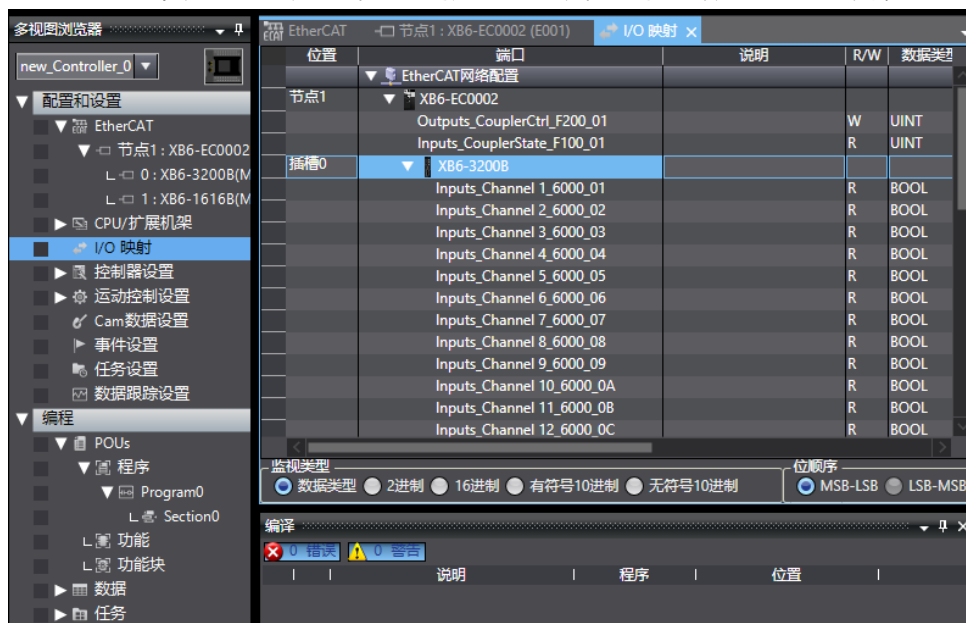 多视图浏览器
new_Controller_0
配置和设置
EtherCAT
节点1 : XB6-EC0002
0 : XB6-3200B(M
1 : XB6-1616B(M
CPU/扩展机架
I/O 映射
控制器设置
运动控制设置
Cam数据设置
事件设置
任务设置
数据跟踪设置
编程
POUs
程序
Program0
Section0
功能
功能块
数据
任务
EtherCAT 节点1 : XB6-EC0002 (E001) I/O 映射
位置 端口 说明 R/W 数据类型
EtherCAT网络配置
节点1 XB6-EC0002
Outputs_CouplerCtrl_F200_01 W UINT
Inputs_CouplerState_F100_01 R UINT
插槽0 XB6-3200B
Inputs_Channel 1_6000_01 R BOOL
Inputs_Channel 2_6000_02 R BOOL
Inputs_Channel 3_6000_03 R BOOL
Inputs_Channel 4_6000_04 R BOOL
Inputs_Channel 5_6000_05 R BOOL
Inputs_Channel 6_6000_06 R BOOL
Inputs_Channel 7_6000_07 R BOOL
Inputs_Channel 8_6000_08 R BOOL
Inputs_Channel 9_6000_09 R BOOL
Inputs_Channel 10_6000_0A R BOOL
Inputs_Channel 11_6000_0B R BOOL
Inputs_Channel 12_6000_0C R BOOL
监视类型 位顺序
数据类型 2进制 16进制 有符号10进制 无符号10进制 MSB-LSB LSB-MSB
编译
0 错误 0 警告
说明 程序 位置